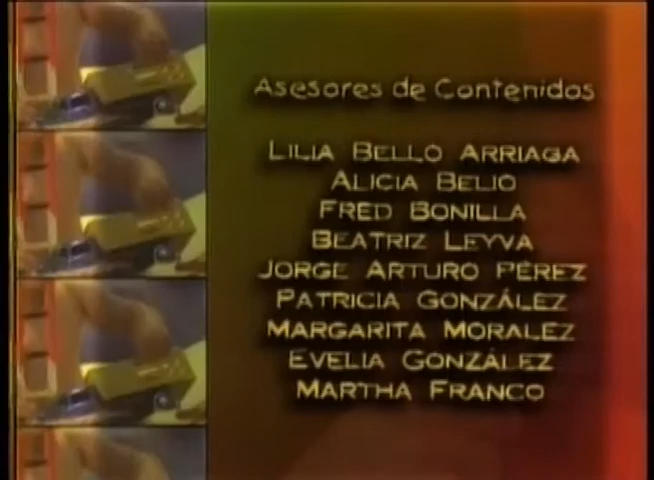 Asesores de Contenidos
Lilia Bello Arriaga
Alicia Belio
Fred Bonilla
Beatriz Leyva
Jorge Arturo Pérez
Patricia González
Margarita Moralez
Evelia González
Martha Franco